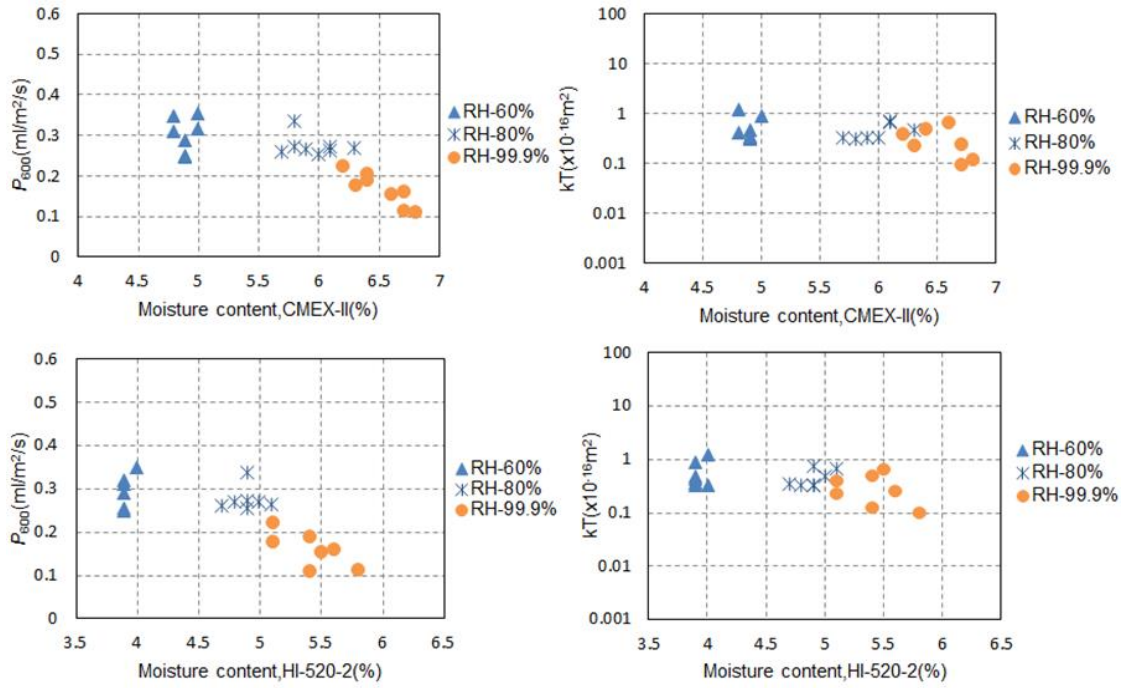 0.6
0.5
0.4
0.3
0.2
0.1
0
P600(ml/m²/s)
4 4.5 5 5.5 6 6.5 7
Moisture content,CMEX-II(%)
RH-60%
RH-80%
RH-99.9%
100
10
1
0.1
0.01
0.001
kT(x10⁻¹⁶m²)
4 4.5 5 5.5 6 6.5 7
Moisture content,CMEX-II(%)
RH-60%
RH-80%
RH-99.9%
0.6
0.5
0.4
0.3
0.2
0.1
0
P600(ml/m²/s)
3.5 4 4.5 5 5.5 6 6.5
Moisture content,HI-520-2(%)
RH-60%
RH-80%
RH-99.9%
100
10
1
0.1
0.01
0.001
kT(x10⁻¹⁶m²)
3.5 4 4.5 5 5.5 6 6.5
Moisture content,HI-520-2(%)
RH-60%
RH-80%
RH-99.9%